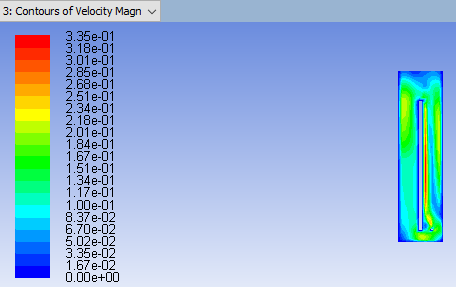 3: Contours of Velocity Magn
3.35e-01
3.18e-01
3.01e-01
2.85e-01
2.68e-01
2.51e-01
2.34e-01
2.18e-01
2.01e-01
1.84e-01
1.67e-01
1.51e-01
1.34e-01
1.17e-01
1.00e-01
8.37e-02
6.70e-02
5.02e-02
3.35e-02
1.67e-02
0.00e+00